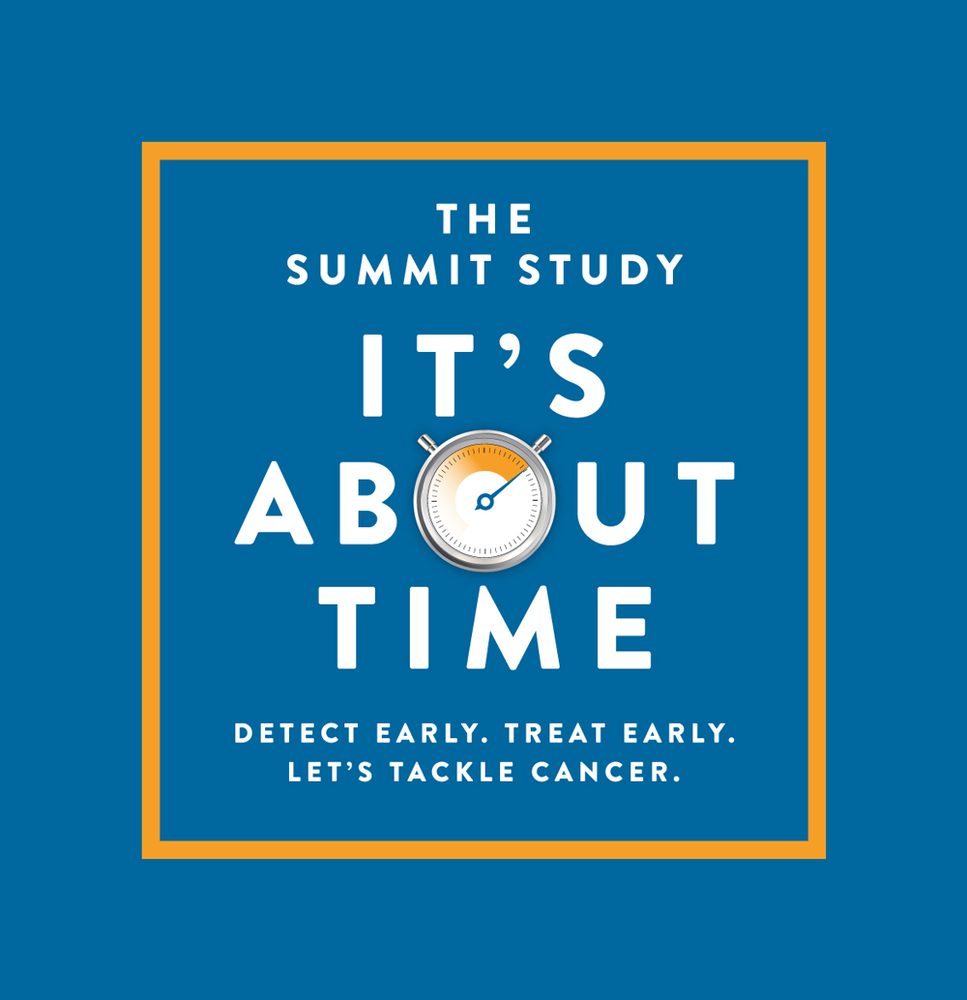 THE
SUMMIT STUDY
IT’S
ABOUT
TIME
DETECT EARLY. TREAT EARLY.
LET’S TACKLE CANCER.